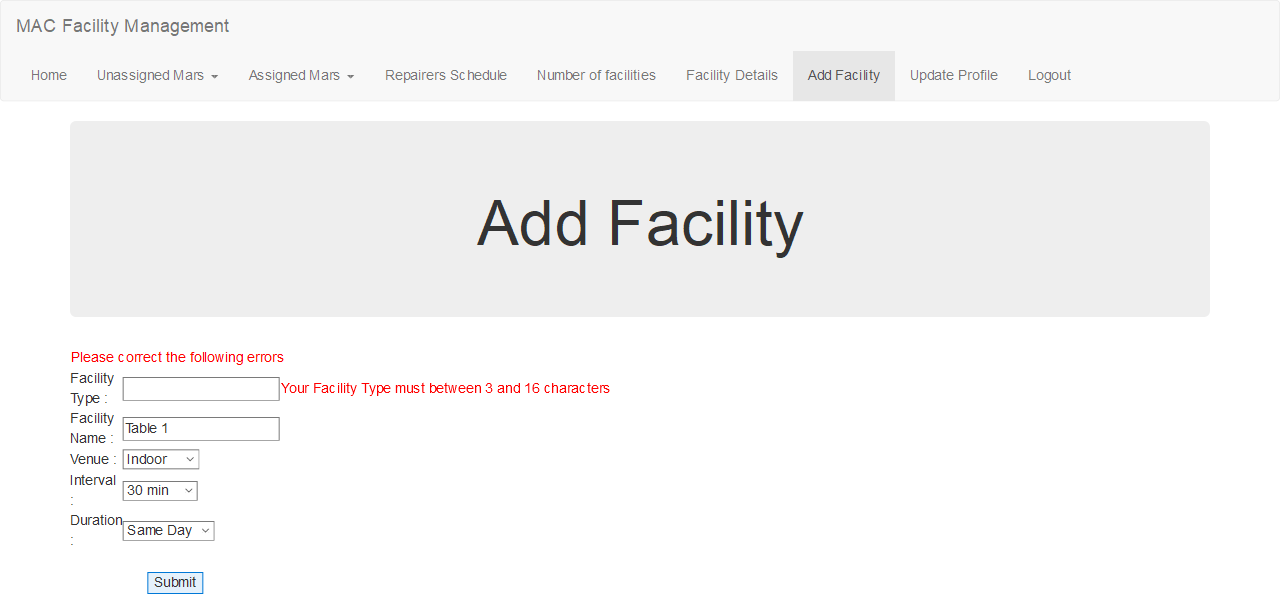 MAC Facility Management
Home Unassigned Mars Assigned Mars Repairers Schedule Number of facilities Facility Details Add Facility Update Profile Logout
Add Facility
Please correct the following errors
Facility
Type :
Your Facility Type must between 3 and 16 characters
Facility
Name :
Table 1
Venue : Indoor
Interval
:
30 min
Duration
:
Same Day
Submit